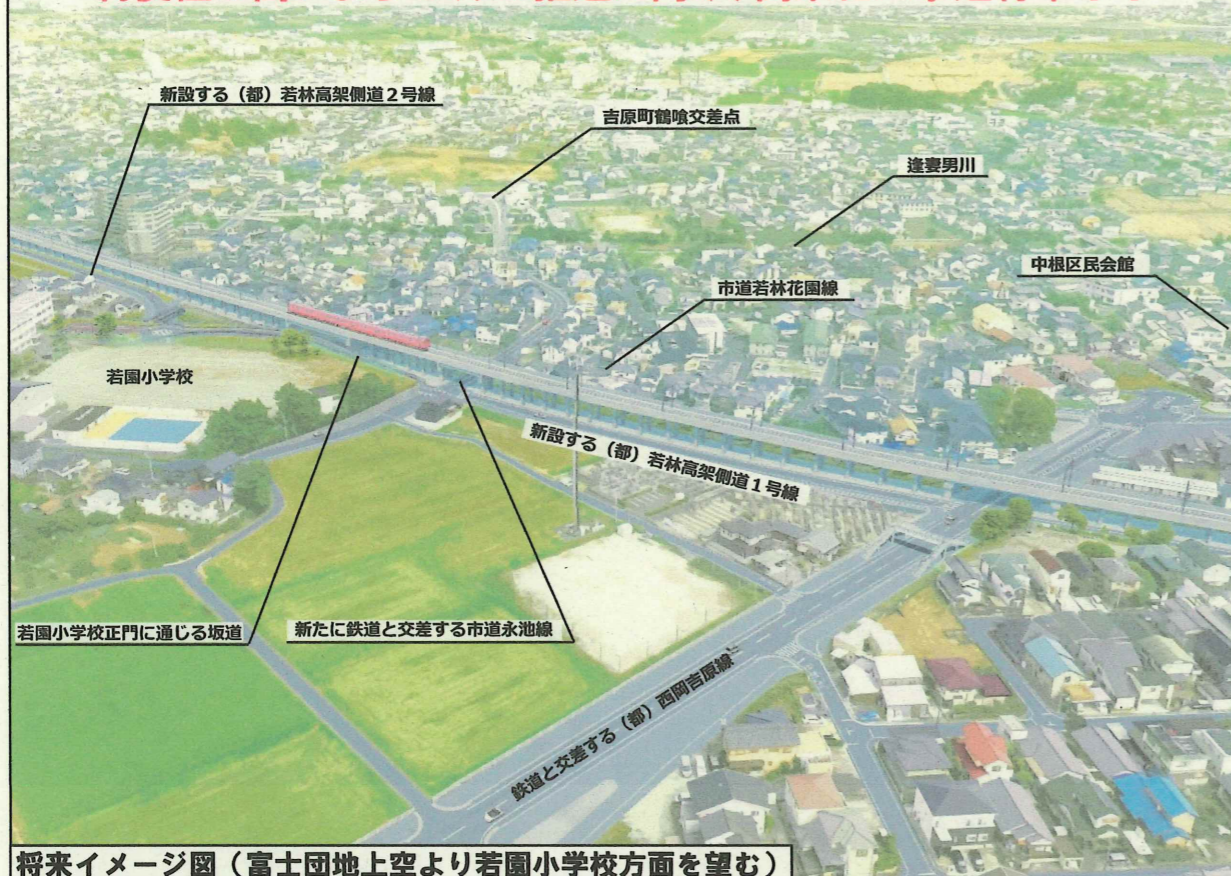 新設する（都）若林高架側道２号線
吉原町鶴喰交差点
逢妻男川
中根区民会館
市道若林花園線
若園小学校
新設する（都）若林高架側道１号線
若園小学校正門に通じる坂道
新たに鉄道と交差する市道永池線
鉄道と交差する（都）西岡吉原線
将来イメージ図（富士団地上空より若園小学校方面を望む）